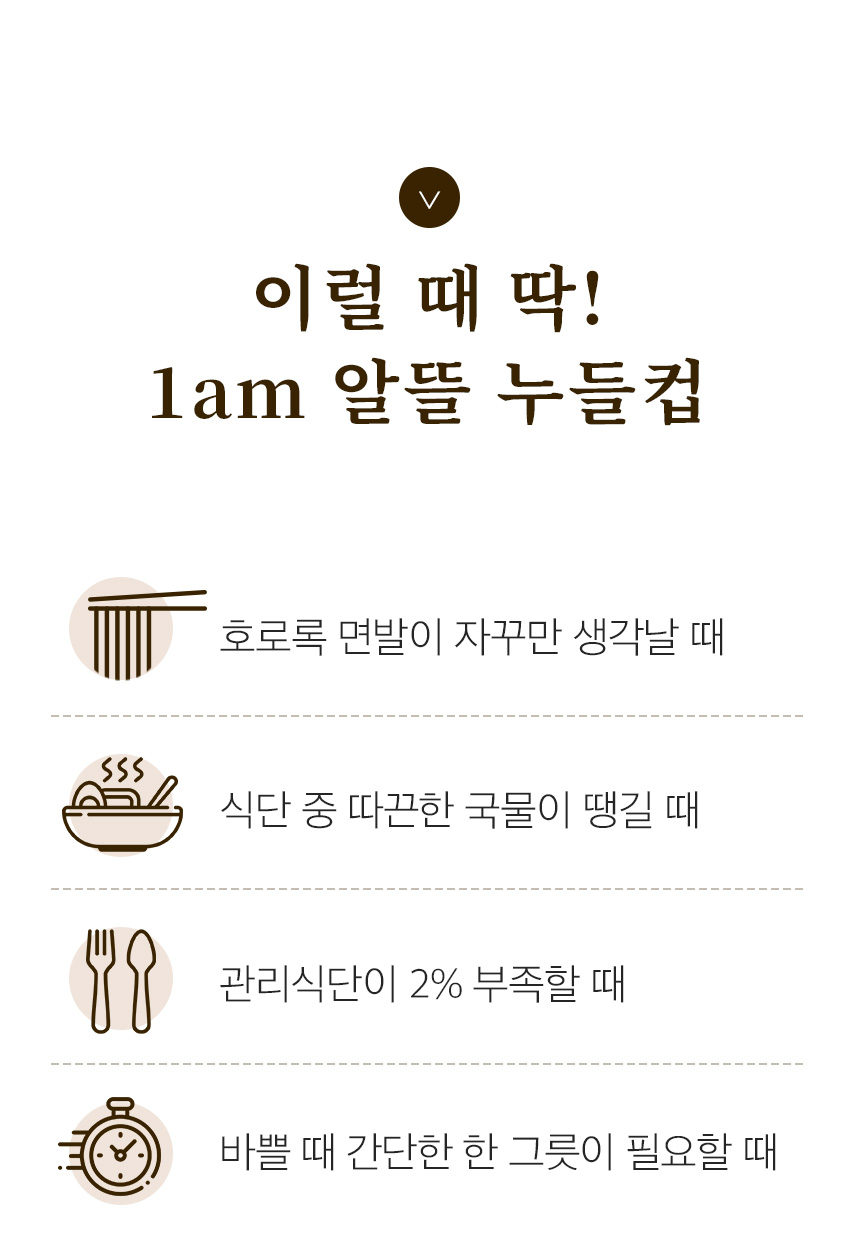 이럴 때 딱!
1am 알뜰 누들컵
호로록 면발이 자꾸만 생각날 때
식단 중 따끈한 국물이 땡길 때
관리식단이 2% 부족할 때
바쁠 때 간단한 한 그릇이 필요할 때